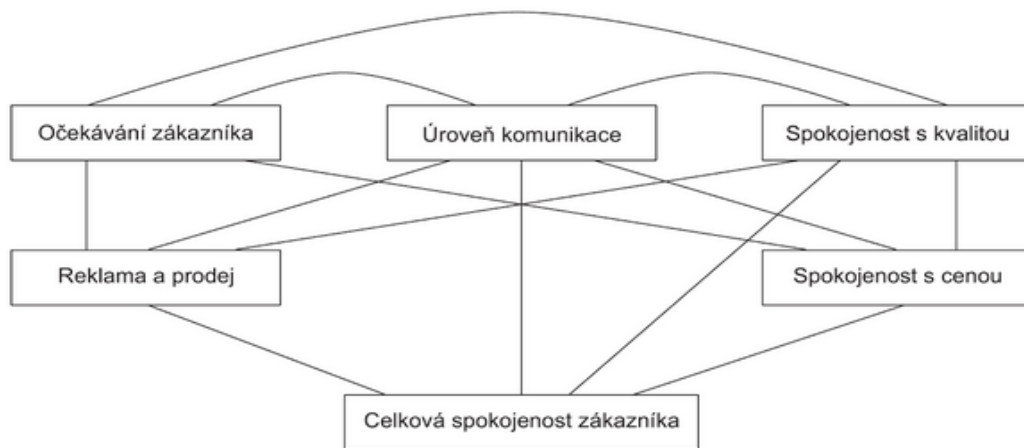 Očekávání zákazníka
Úroveň komunikace
Spokojenost s kvalitou
Reklama a prodej
Spokojenost s cenou
Celková spokojenost zákazníka